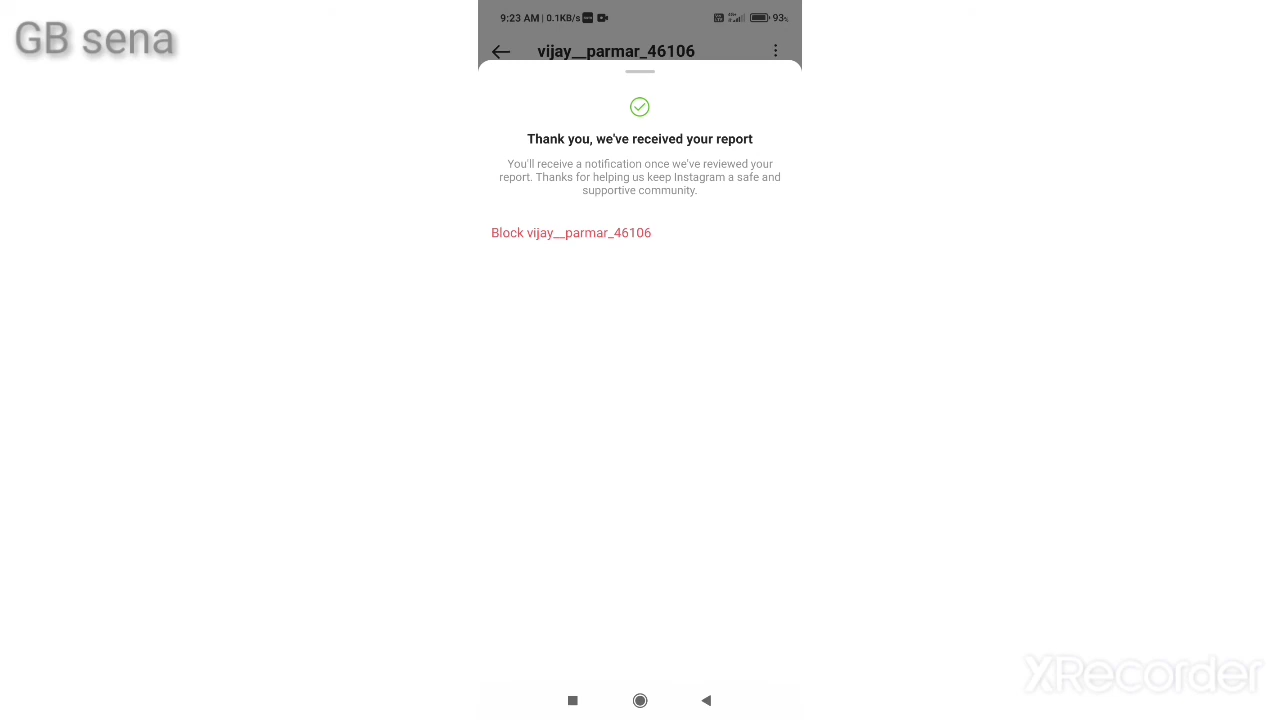 GB sena
9:23 AM | 0.1KB/s
93%
vijay__parmar_46106
Thank you, we've received your report
You'll receive a notification once we've reviewed your
report. Thanks for helping us keep Instagram a safe and
supportive community.
Block vijay__parmar_46106
XRecorder